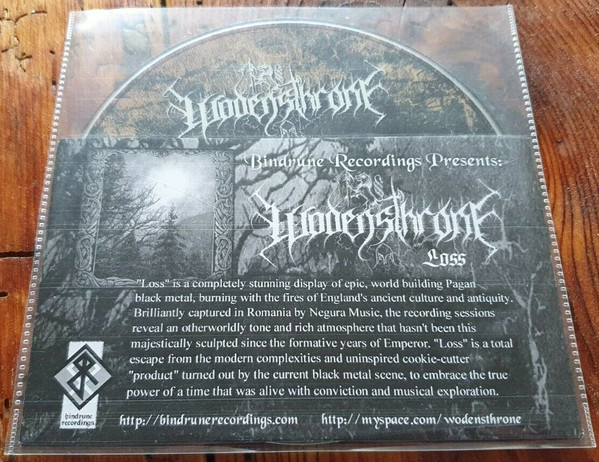 Wodensthrone
Bindrune Recordings Presents:
Wodensthrone
Loss
"Loss" is a completely stunning display of epic, world building Pagan
black metal, burning with the fires of England's ancient culture and antiquity.
Brilliantly captured in Romania by Negura Music, the recording sessions
reveal an otherworldly tone and rich atmosphere that hasn't been this
majestically sculpted since the formative years of Emperor. "Loss" is a total
escape from the modern complexities and uninspired cookie-cutter
"product" turned out by the current black metal scene, to embrace the true
power of a time that was alive with conviction and musical exploration.
bindrune
recordings
http://bindrunerecordings.com http://myspace.com/wodensthrone